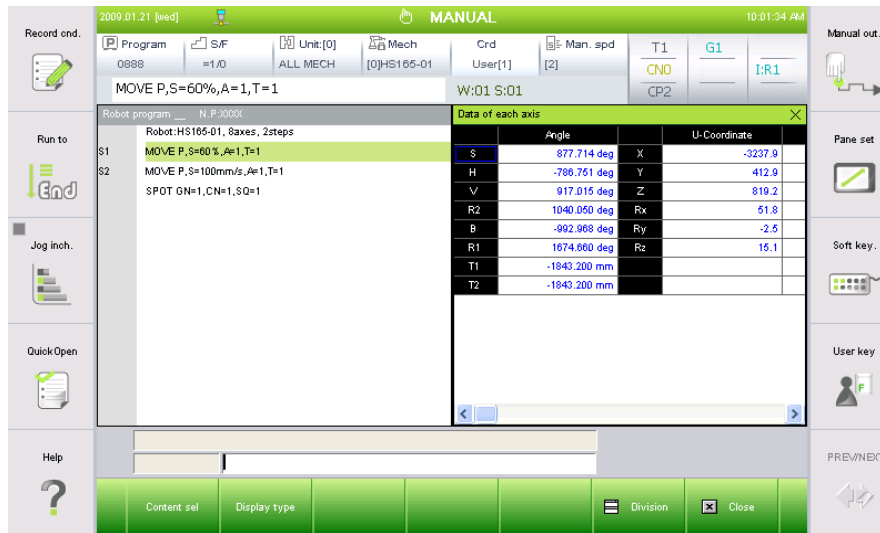 2009.01.21 [wed] MANUAL 10:01:34 AM
Record ond.
Run to
End
Jog inch.
QuickOpen
Help
P Program S/F Unit:[0] Mech Crd Man. spd T1 G1
0888 =1/0 ALL MECH [0]HS165-01 User[1] [2] CN0 I:R1
MOVE P,S=60%,A=1,T=1 W:01 S:01 CP2
Robot program __ N.P:XXXX
Robot:HS165-01, 8axes, 2steps
S1 MOVE P,S=60%,A=1,T=1
S2 MOVE P,S=100mm/s,A=1,T=1
SPOT GN=1,CN=1,SQ=1
Data of each axis
Angle U-Coordinate
S 877.714 deg X -3237.9
H -786.751 deg Y 412.9
V 917.015 deg Z 819.2
R2 1040.050 deg Rx 51.8
B -992.968 deg Ry -2.5
R1 1674.660 deg Rz 15.1
T1 -1843.200 mm
T2 -1843.200 mm
Manual out.
Pane set
Soft key.
User key
F
PREV/NEX
Content sel Display type Division Close